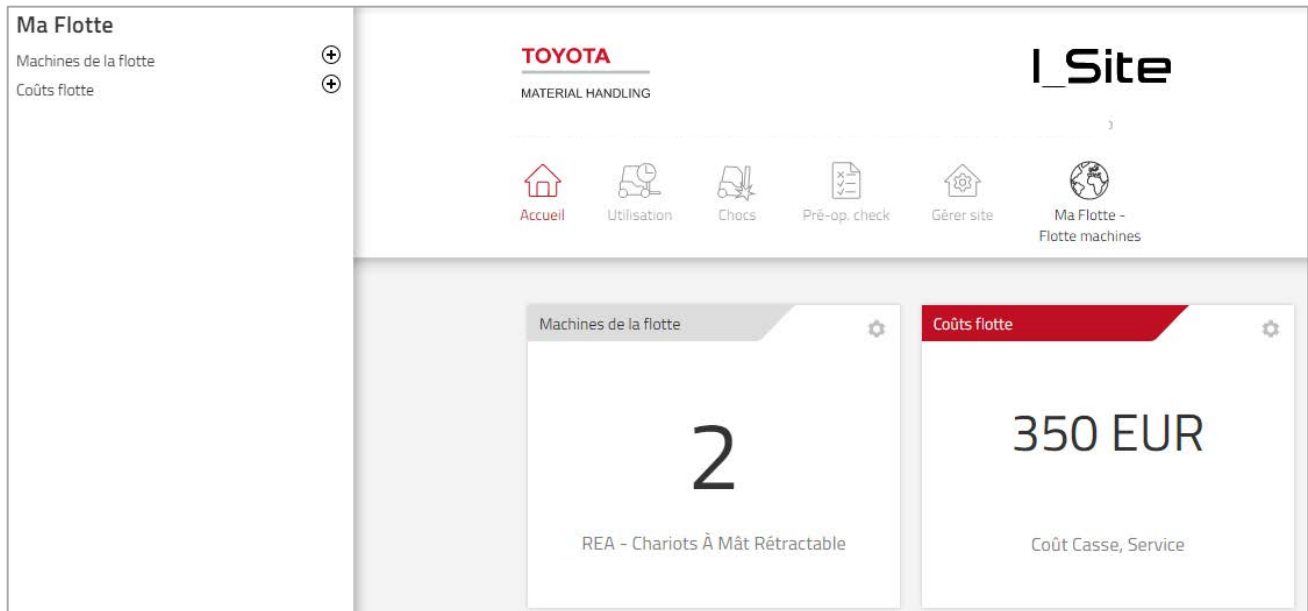 Ma Flotte
Machines de la flotte
Coûts flotte
TOYOTA
MATERIAL HANDLING
I_Site
Accueil
Utilisation
Chocs
Pré-op. check
Gérer site
Ma Flotte -
Flotte machines
Machines de la flotte
2
REA - Chariots À Mât Rétractable
Coûts flotte
350 EUR
Coût Casse, Service